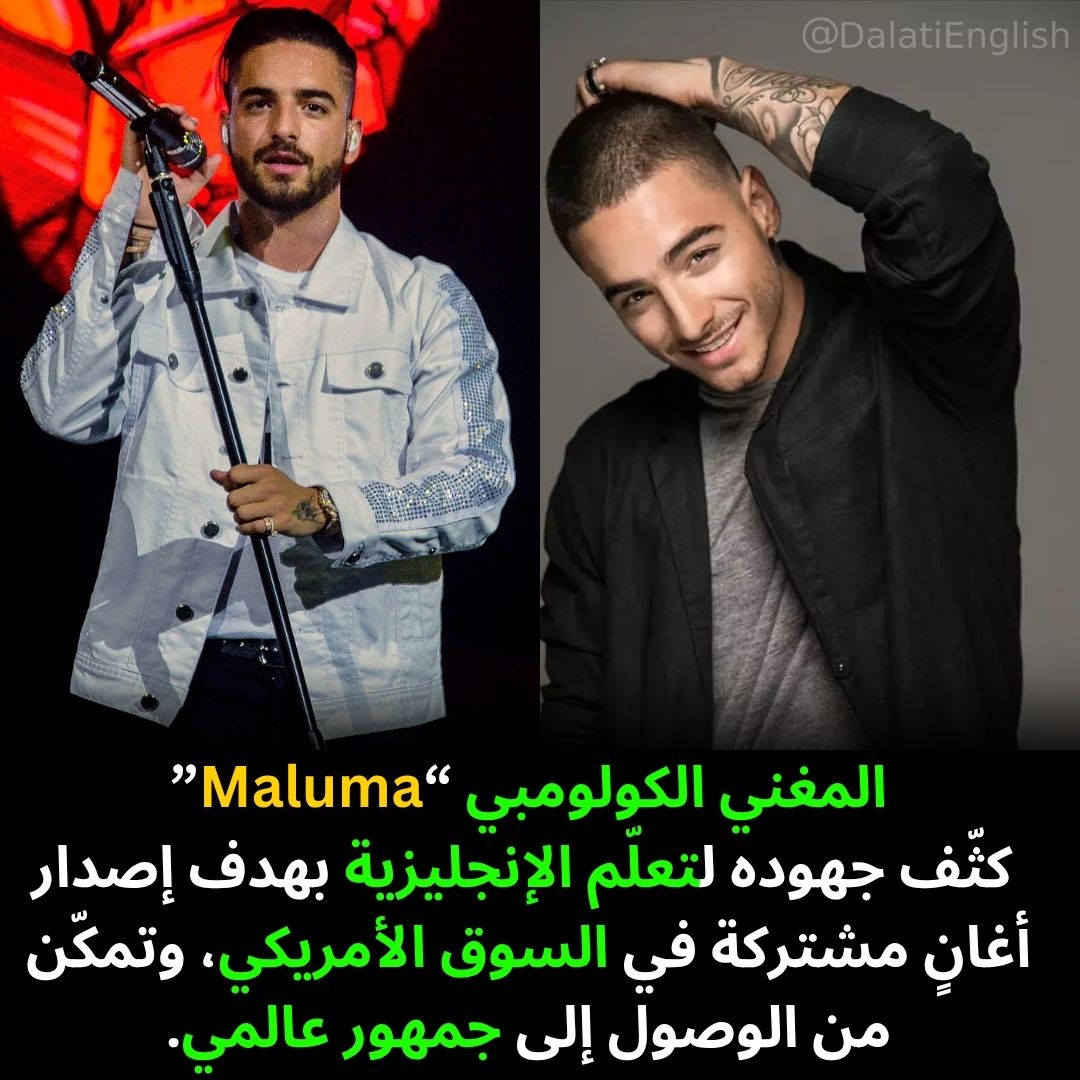 @DalatiEnglish
المغني الكولومبي “Maluma”
كثّف جهوده لتعلّم الإنجليزية بهدف إصدار
أغانٍ مشتركة في السوق الأمريكي، وتمكّن
من الوصول إلى جمهور عالمي.